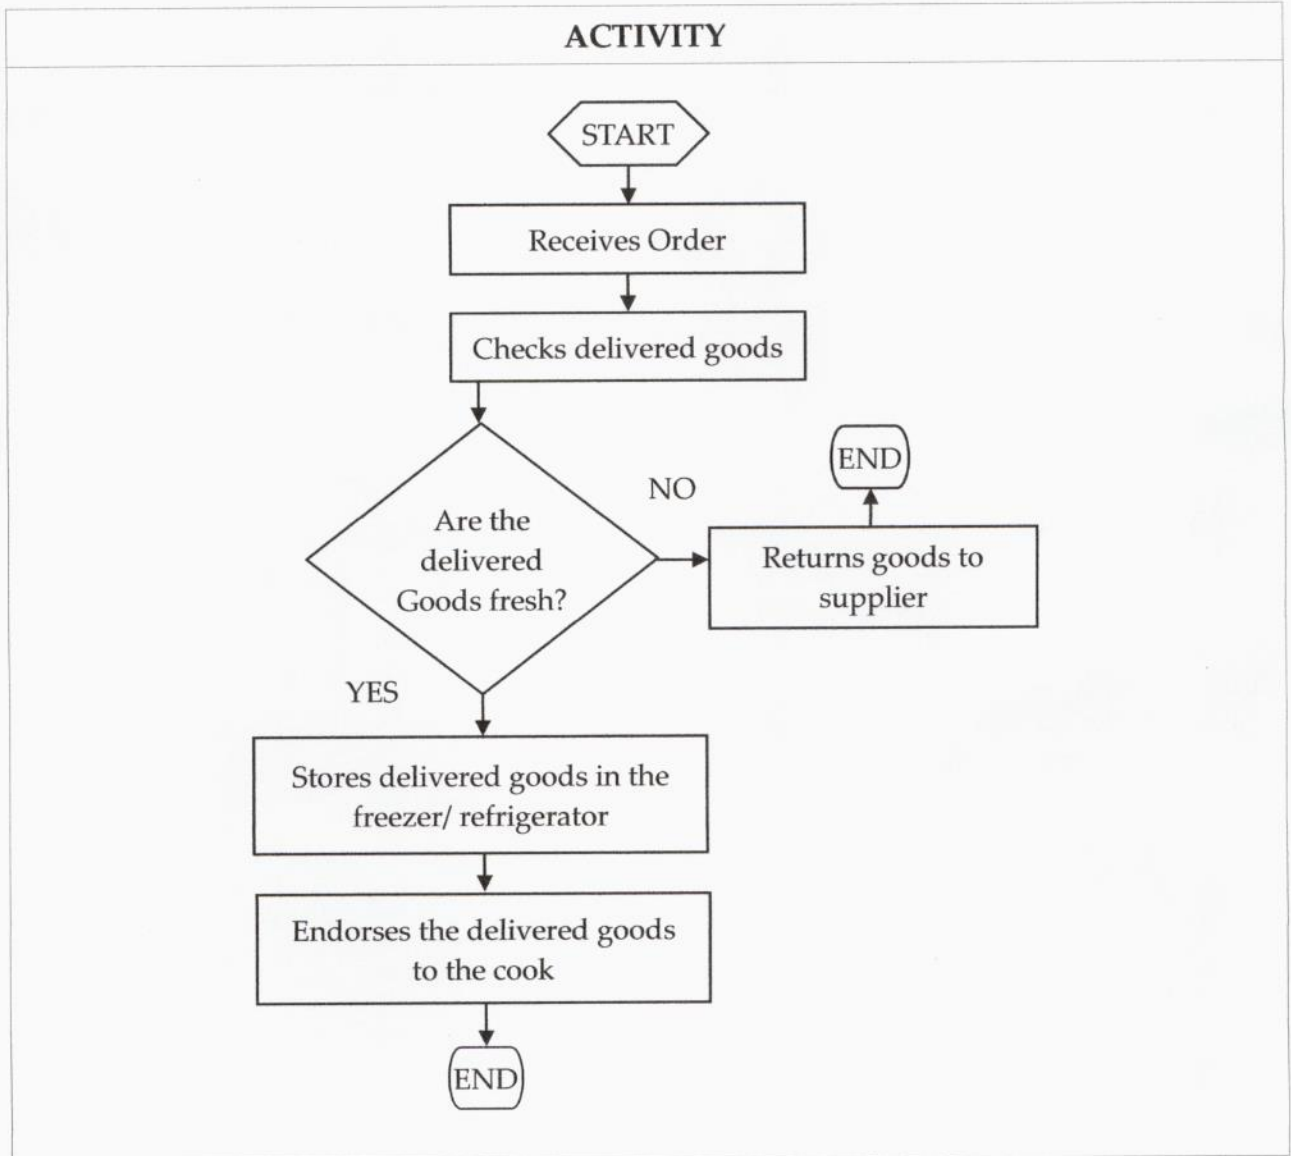 ACTIVITY
START
Receives Order
Checks delivered goods
Are the
delivered
Goods fresh?
NO
Returns goods to
supplier
END
YES
Stores delivered goods in the
freezer/ refrigerator
Endorses the delivered goods
to the cook
END